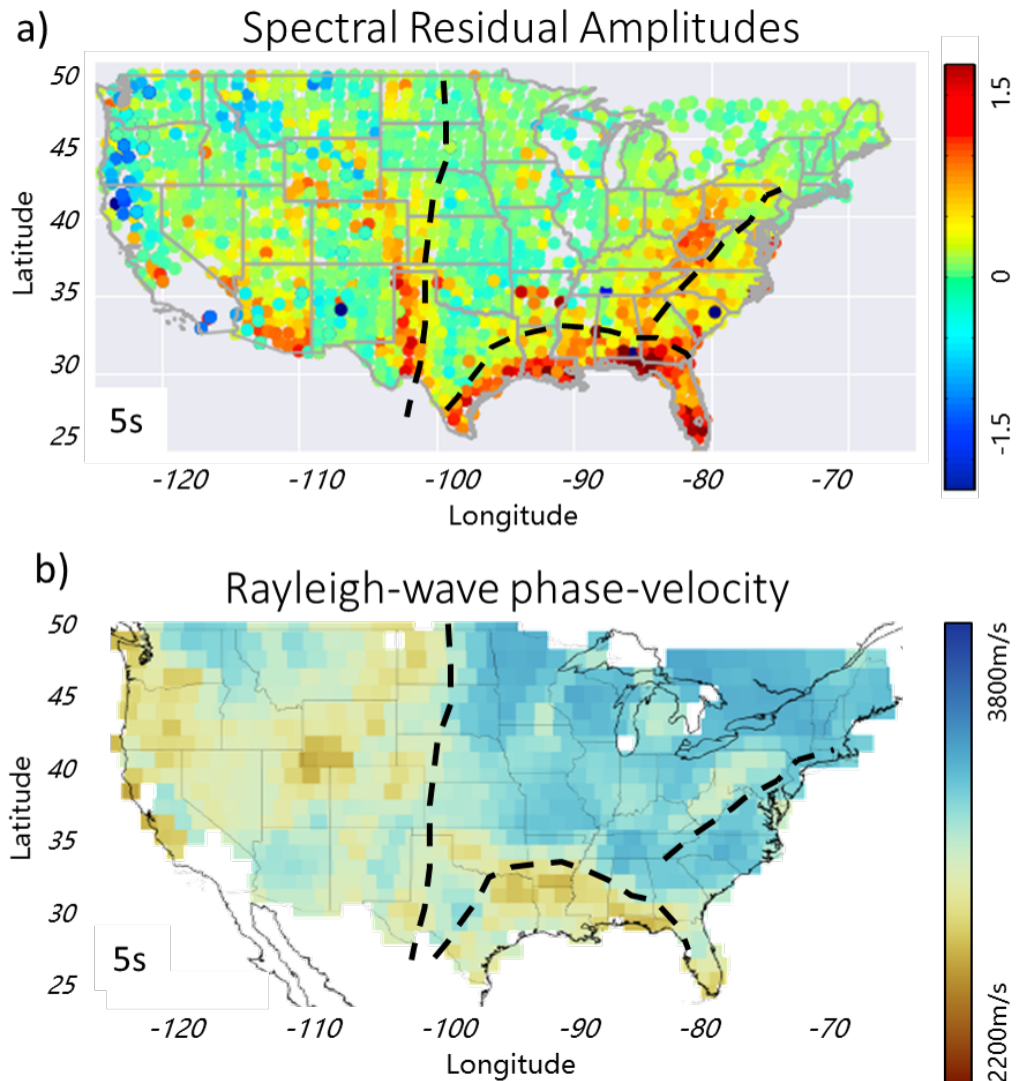 a)
Spectral Residual Amplitudes
50
45
40
35
30
25
Latitude
5s
-120
-110
-100
-90
-80
-70
Longitude
1.5
0
-1.5
b)
Rayleigh-wave phase-velocity
50
45
40
35
30
25
Latitude
5s
-120
-110
-100
-90
-80
-70
Longitude
3800m/s
2200m/s